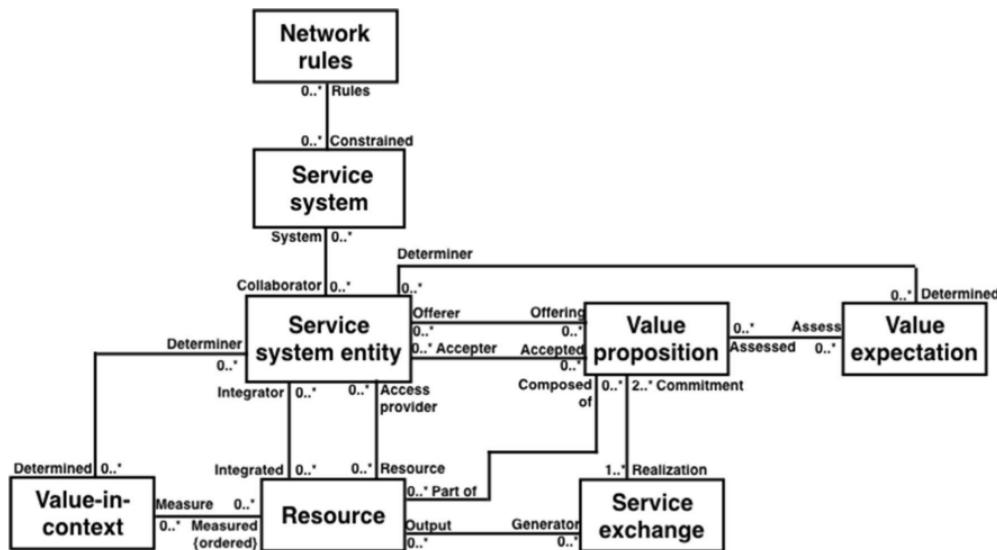 Network
rules
0..* Rules
0..* Constrained
Service
system
System 0..*
Determiner
Collaborator 0..* 0..*
0..* Determined
Service
system entity
Offerer Offering
0..* 0..*
0..* Accepter Accepted
0..*
Value
proposition
0..* Assess
Assessed 0..*
Value
expectation
Determiner
0..*
Integrator 0..*
0..* Access
provider
Composed 0..*
of
2..* Commitment
Determined 0..*
Integrated 0..*
0..* Resource
0..* Part of
1..* Realization
Value-in-
context
Measure 0..*
0..* Measured
{ordered}
Resource
Output Generator
0..* 0..*
Service
exchange